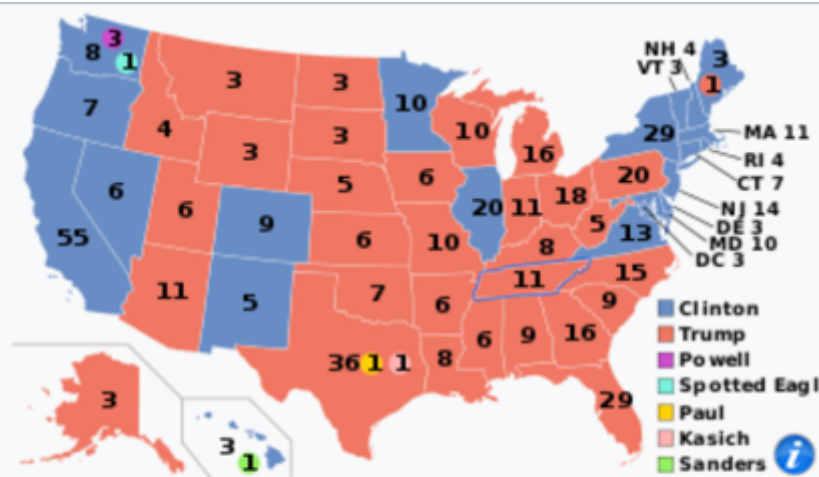 8 3 1
7
55
6
4
3
3
6
9
11
5
3
3
5
6
7
36 1 1
10
6
10
6
8
10
20
16
11
18
8
11
6
9
16
29
9
15
13
5
20
29
3
1
NH 4
VT 3
MA 11
RI 4
CT 7
NJ 14
DE 3
MD 10
DC 3
3
3
1
Clinton
Trump
Powell
Spotted Eagl
Paul
Kasich
Sanders
i